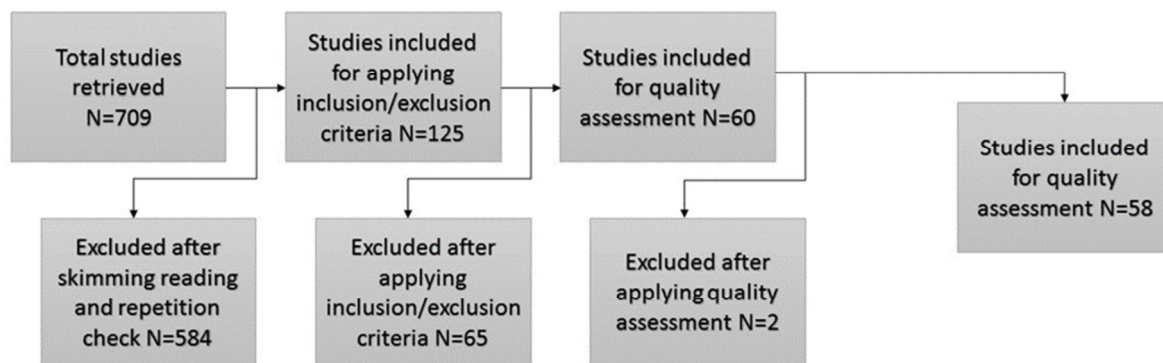 Total studies
retrieved
N=709
Studies included
for applying
inclusion/exclusion
criteria N=125
Studies included
for quality
assessment N=60
Studies included
for quality
assessment N=58
Excluded after
skimming reading
and repetition
check N=584
Excluded after
applying
inclusion/exclusion
criteria N=65
Excluded after
applying quality
assessment N=2